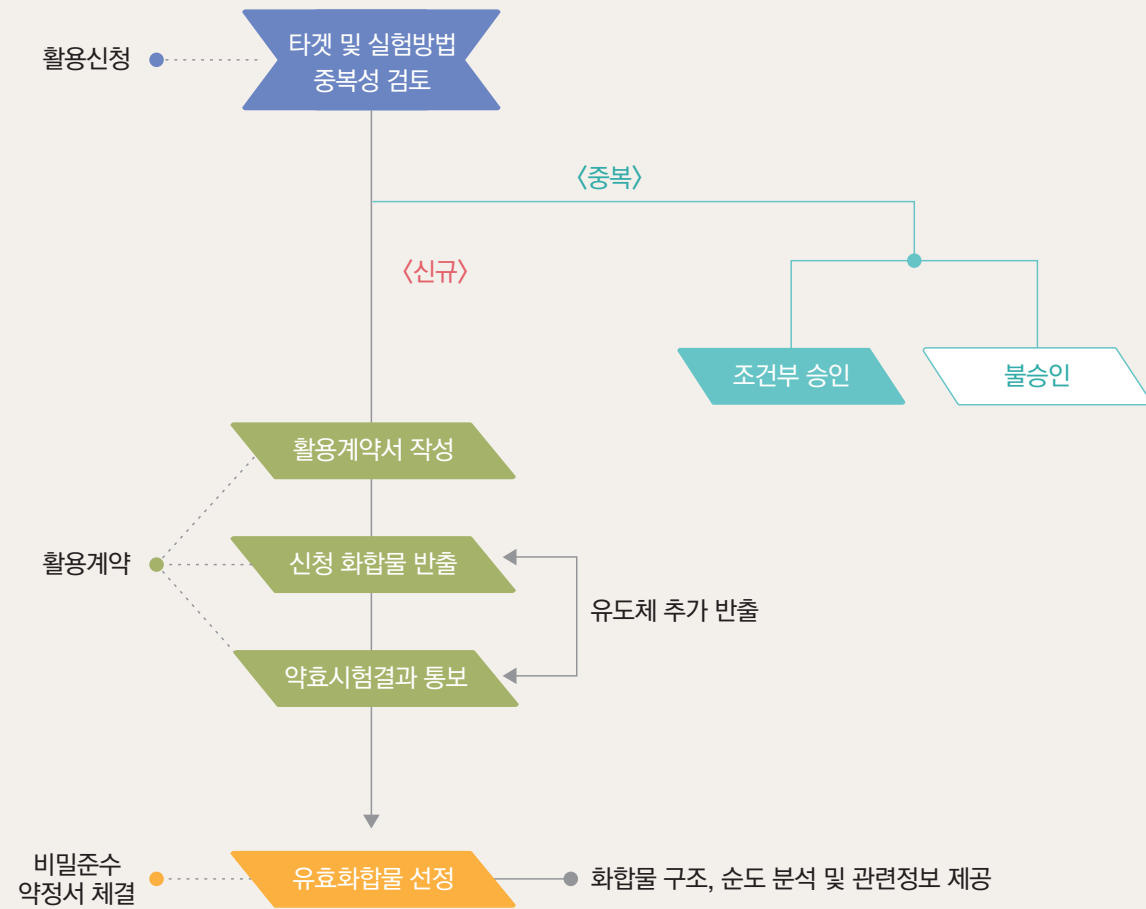 활용신청
타겟 및 실험방법
중복성 검토
〈중복〉
〈신규〉
조건부 승인
불승인
활용계약서 작성
활용계약
신청 화합물 반출
유도체 추가 반출
약효시험결과 통보
비밀준수
약정서 체결
유효화합물 선정
화합물 구조, 순도 분석 및 관련정보 제공